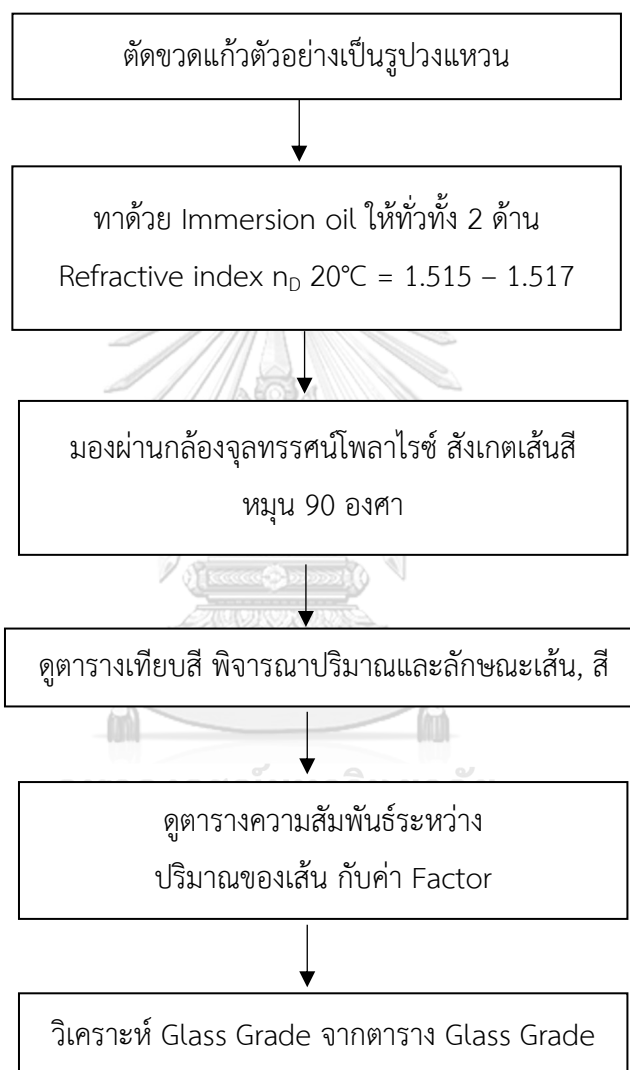 ตัดขวดแก้วตัวอย่างเป็นรูปวงแหวน
ทาด้วย Immersion oil ให้ทั่วทั้ง 2 ด้าน
Refractive index n_D 20°C = 1.515 – 1.517
มองผ่านกล้องจุลทรรศน์โพลาไรซ์ สังเกตเส้นสี
หมุน 90 องศา
ดูตารางเทียบสี พิจารณาปริมาณและลักษณะเส้น, สี
ดูตารางความสัมพันธ์ระหว่าง
ปริมาณของเส้น กับค่า Factor
วิเคราะห์ Glass Grade จากตาราง Glass Grade